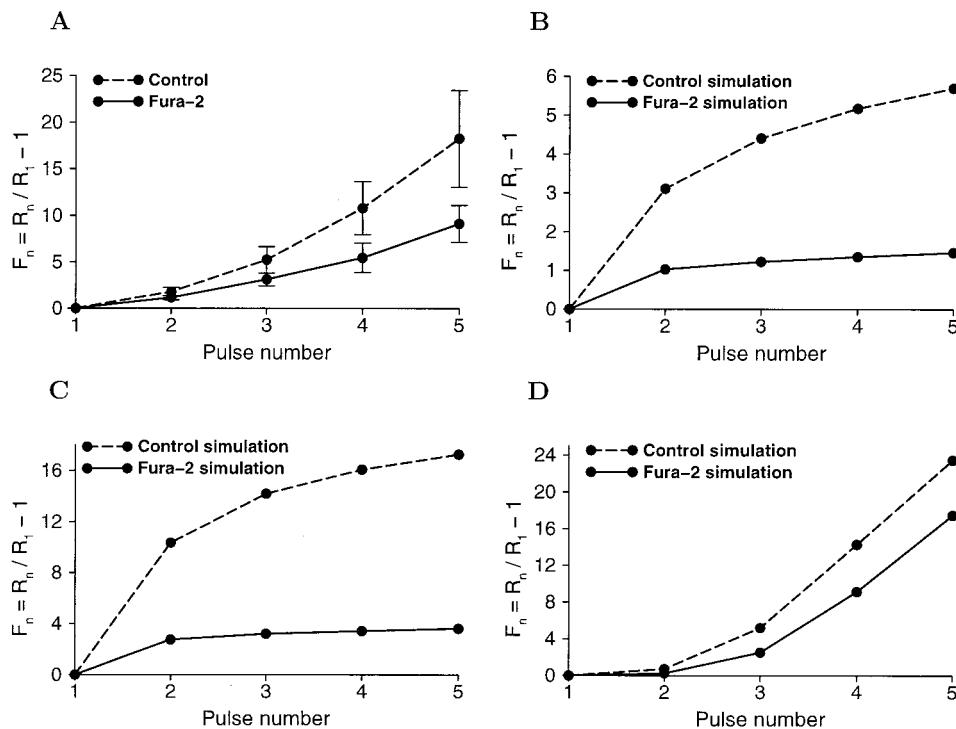 A
Control
Fura-2
25
20
15
10
5
0
F_n = R_n / R_1 - 1
1 2 3 4 5
Pulse number
B
Control simulation
Fura-2 simulation
6
5
4
3
2
1
0
F_n = R_n / R_1 - 1
1 2 3 4 5
Pulse number
C
Control simulation
Fura-2 simulation
16
12
8
4
0
F_n = R_n / R_1 - 1
1 2 3 4 5
Pulse number
D
Control simulation
Fura-2 simulation
24
20
16
12
8
4
0
F_n = R_n / R_1 - 1
1 2 3 4 5
Pulse number